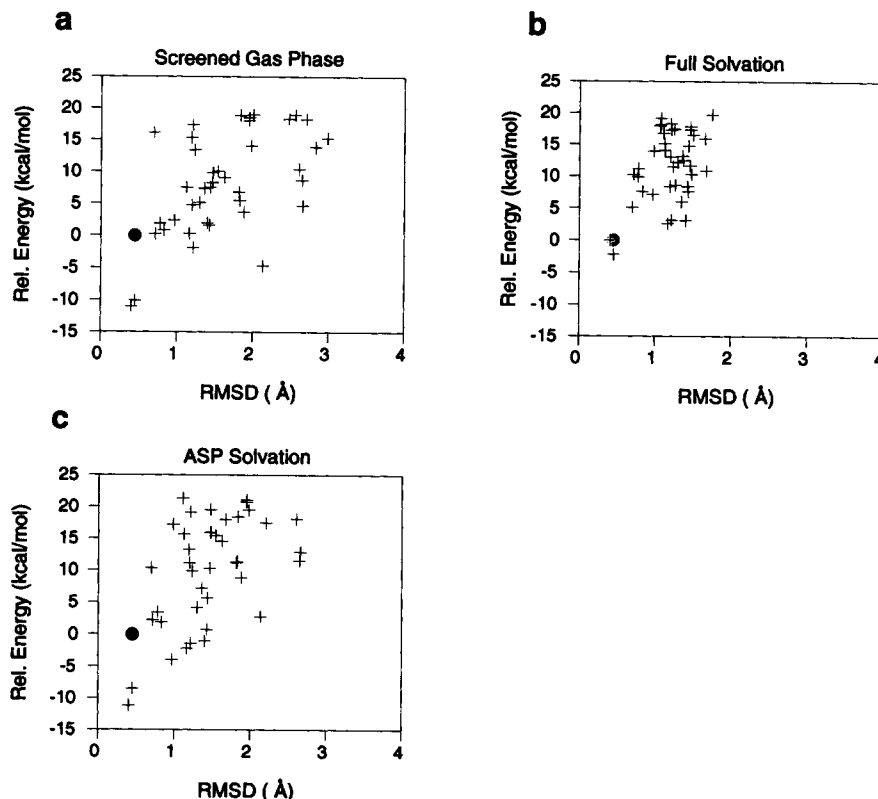 a
Screened Gas Phase
Rel. Energy (kcal/mol)
25
20
15
10
5
0
-5
-10
-15
0 1 2 3 4
RMSD ( Å)
b
Full Solvation
Rel. Energy (kcal/mol)
25
20
15
10
5
0
-5
-10
-15
0 1 2 3 4
RMSD ( Å)
c
ASP Solvation
Rel. Energy (kcal/mol)
25
20
15
10
5
0
-5
-10
-15
0 1 2 3 4
RMSD ( Å)